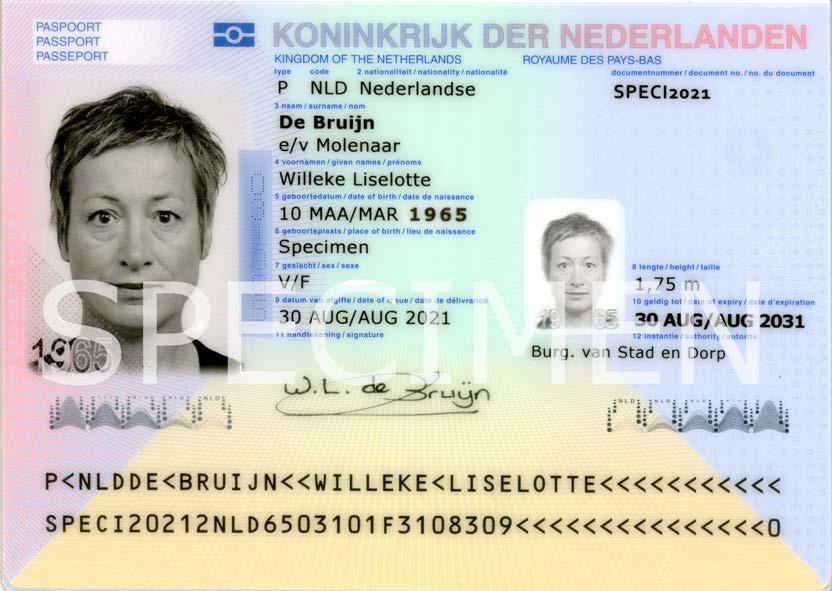 PASPOORT
PASSPORT
PASSEPORT
KONINKRIJK DER NEDERLANDEN
KINGDOM OF THE NETHERLANDS ROYAUME DES PAYS-BAS
type code 2 nationaliteit / nationality / nationalité documentnummer / document no. / no. du document
P NLD Nederlandse SPECI2021
3 naam / surname / nom
De Bruijn
e/v Molenaar
4 voornamen / given names / prénoms
Willeke Liselotte
5 geboortedatum / date of birth / date de naissance
10 MAA/MAR 1965
6 geboorteplaats / place of birth / lieu de naissance
Specimen
7 geslacht / sex / sexe 8 lengte / height / taille
V/F 1,75 m
9 datum van afgifte / date of issue / date de délivrance 10 geldig tot / date of expiry / date d'expiration
30 AUG/AUG 2021 30 AUG/AUG 2031
11 handtekening / signature 12 instantie / authority / autorité
Burg. van Stad en Dorp
SPECIMEN
1965
19 65
W.L. de Bruijn
P<NLDDE<BRUIJN<<WILLEKE<LISELOTTE<<<<<<<<<<<
SPECI20212NLD6503101F3108309<<<<<<<<<<<<<<<0